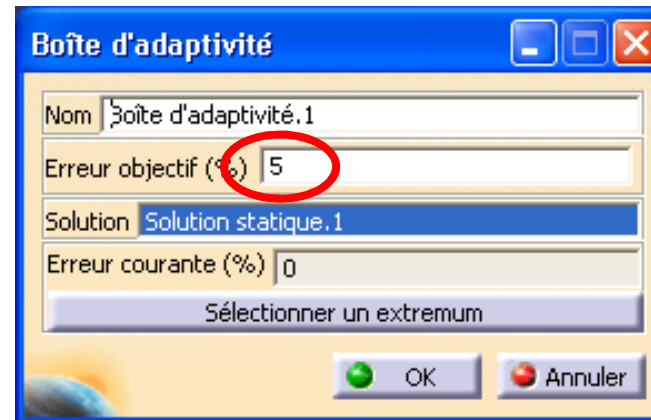 Boîte d'adaptivité
Nom Boîte d'adaptivité.1
Erreur objectif (%) 5
Solution Solution statique.1
Erreur courante (%) 0
Sélectionner un extremum
OK Annuler